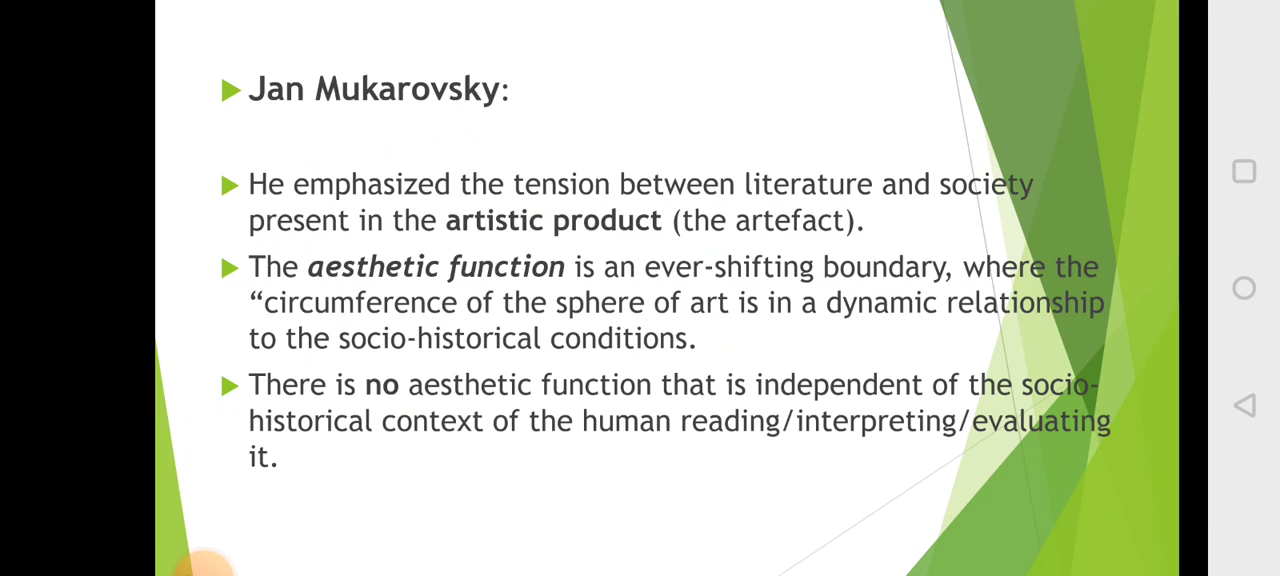 Jan Mukarovsky:
He emphasized the tension between literature and society
present in the artistic product (the artefact).
The aesthetic function is an ever-shifting boundary, where the
“circumference of the sphere of art is in a dynamic relationship
to the socio-historical conditions.
There is no aesthetic function that is independent of the socio-
historical context of the human reading/interpreting/evaluating
it.